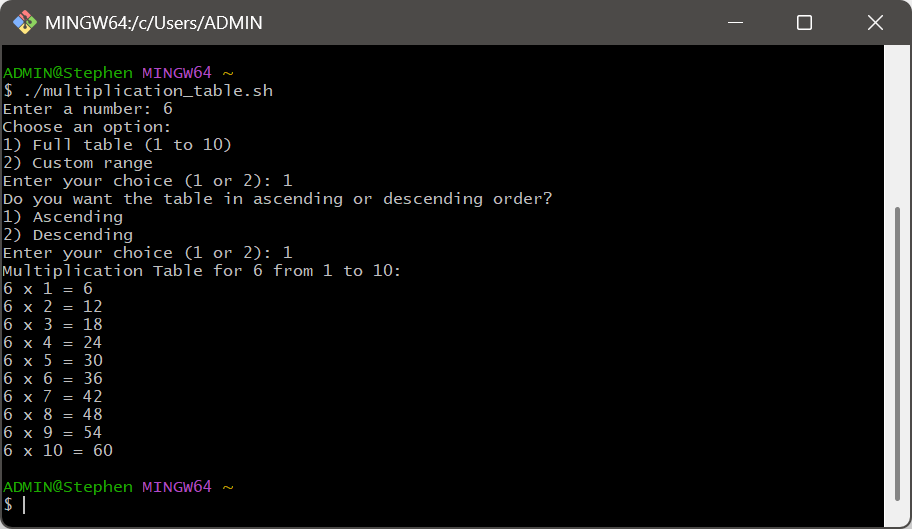 MINGW64:/c/Users/ADMIN
ADMIN@Stephen MINGW64 ~
$ ./multiplication_table.sh
Enter a number: 6
Choose an option:
1) Full table (1 to 10)
2) Custom range
Enter your choice (1 or 2): 1
Do you want the table in ascending or descending order?
1) Ascending
2) Descending
Enter your choice (1 or 2): 1
Multiplication Table for 6 from 1 to 10:
6 x 1 = 6
6 x 2 = 12
6 x 3 = 18
6 x 4 = 24
6 x 5 = 30
6 x 6 = 36
6 x 7 = 42
6 x 8 = 48
6 x 9 = 54
6 x 10 = 60
ADMIN@Stephen MINGW64 ~
$